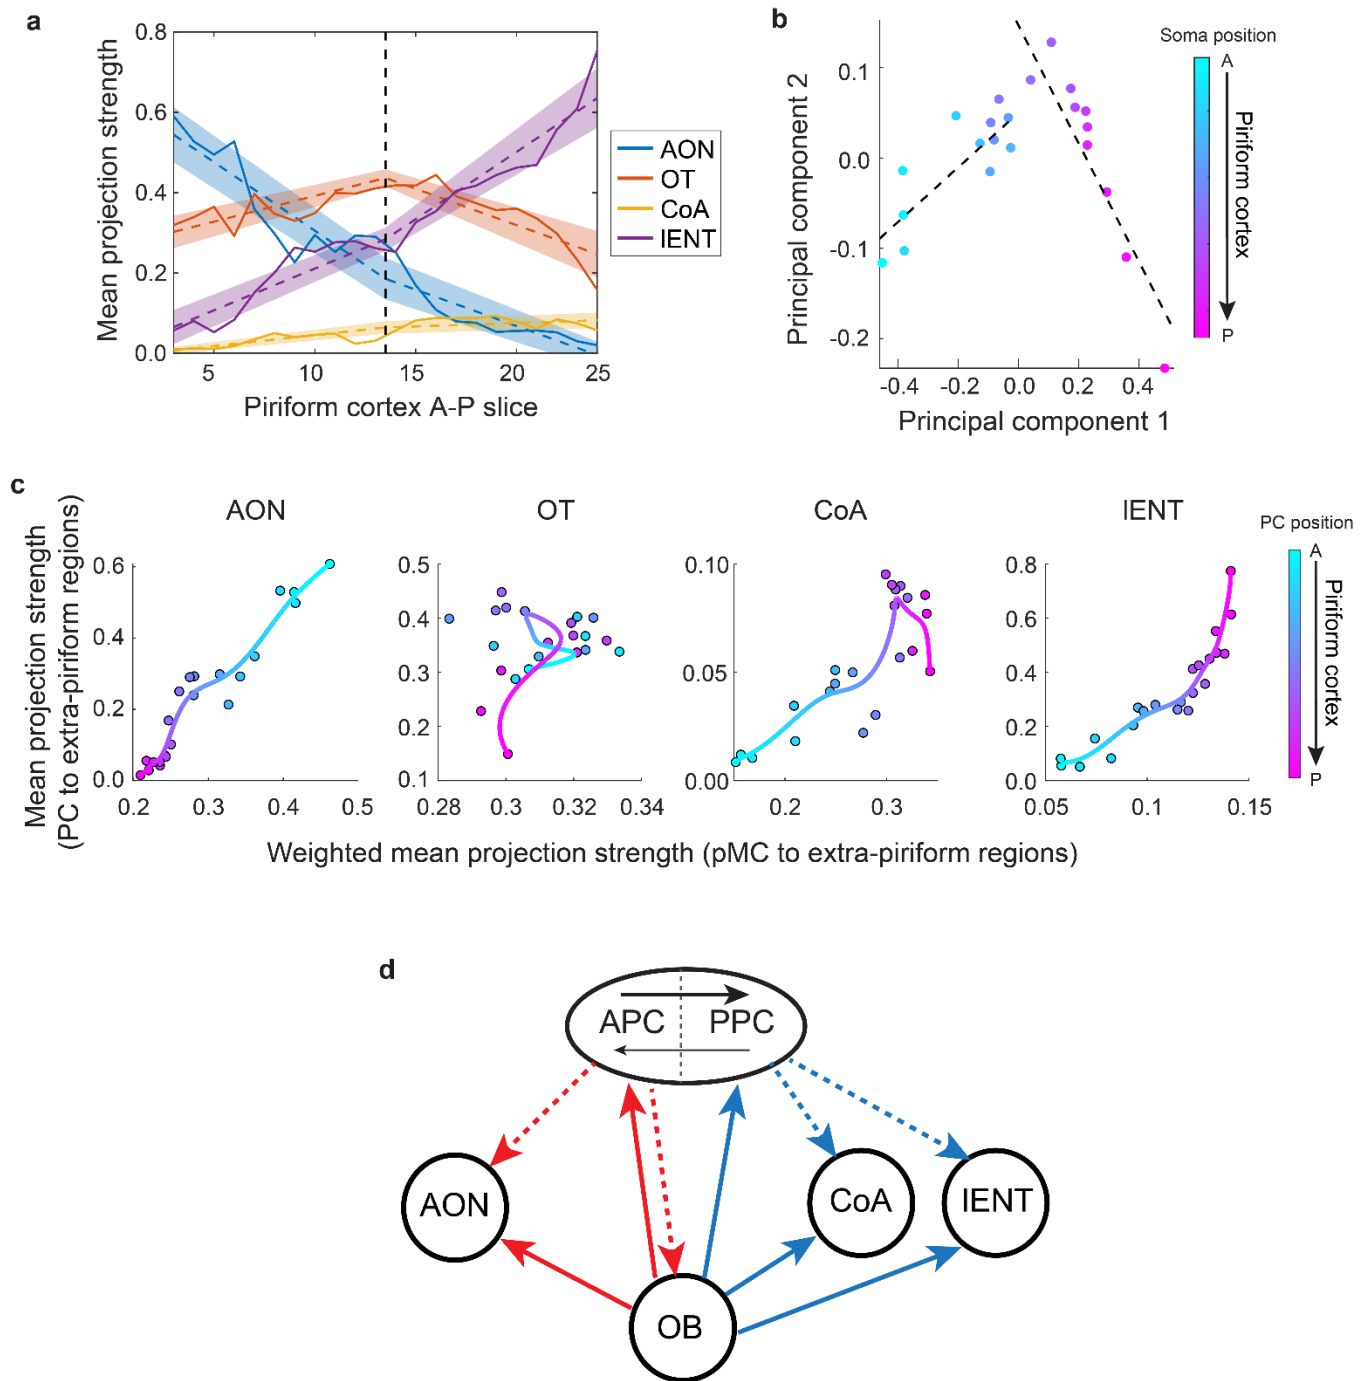 a
0.8
0.6
0.4
0.2
0.0
5
10
15
20
25
Mean projection strength
Piriform cortex A-P slice
AON
OT
CoA
lENT
b
0.1
0.0
-0.1
-0.2
-0.4
-0.2
0.0
0.2
0.4
Principal component 2
Principal component 1
Soma position
A
Piriform cortex
P
c
Mean projection strength
(PC to extra-piriform regions)
AON
0.6
0.4
0.2
0.0
0.2
0.3
0.4
0.5
OT
0.5
0.4
0.3
0.2
0.1
0.28
0.3
0.32
0.34
CoA
0.10
0.05
0.00
0.2
0.3
lENT
0.8
0.6
0.4
0.2
0.0
0.05
0.10
0.15
Weighted mean projection strength (pMC to extra-piriform regions)
PC position
A
Piriform cortex
P
d
APC
PPC
AON
CoA
lENT
OB